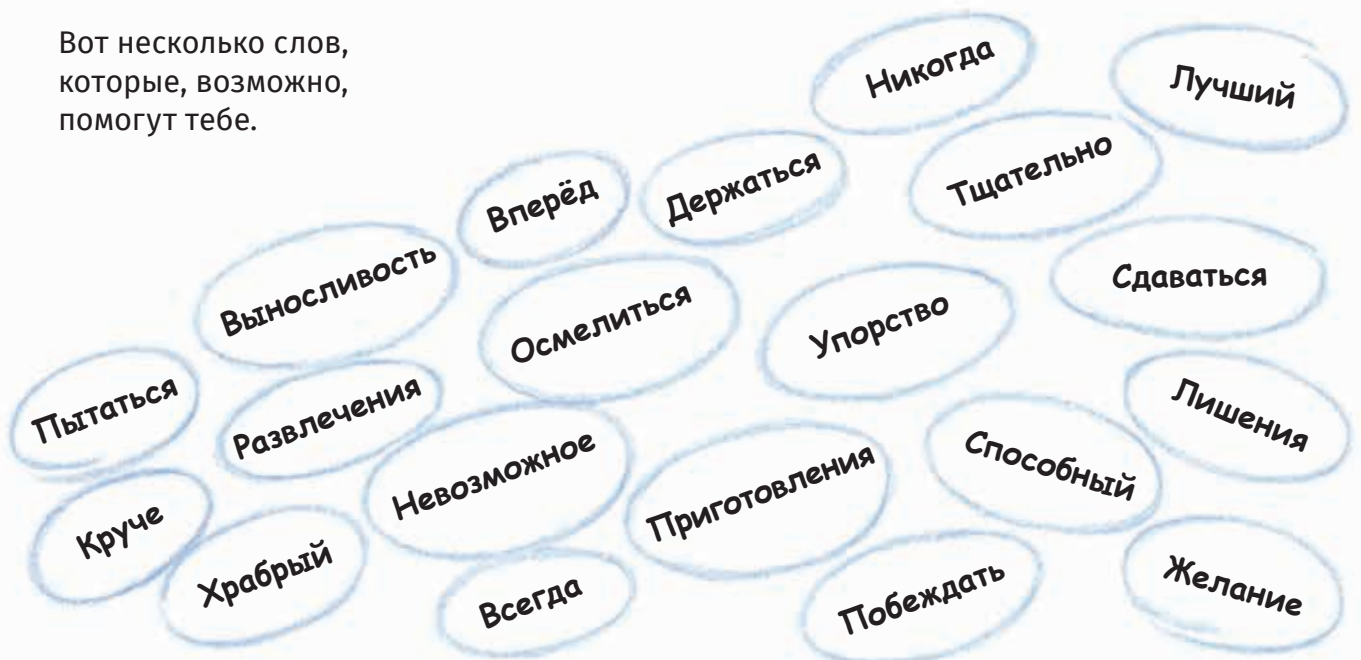 Вот несколько слов,
которые, возможно,
помогут тебе.
Никогда
Лучший
Вперёд
Держаться
Тщательно
Выносливость
Осмелиться
Упорство
Сдаваться
Пытаться
Развлечения
Невозможное
Приготовления
Способный
Лишения
Круче
Храбрый
Всегда
Побеждать
Желание